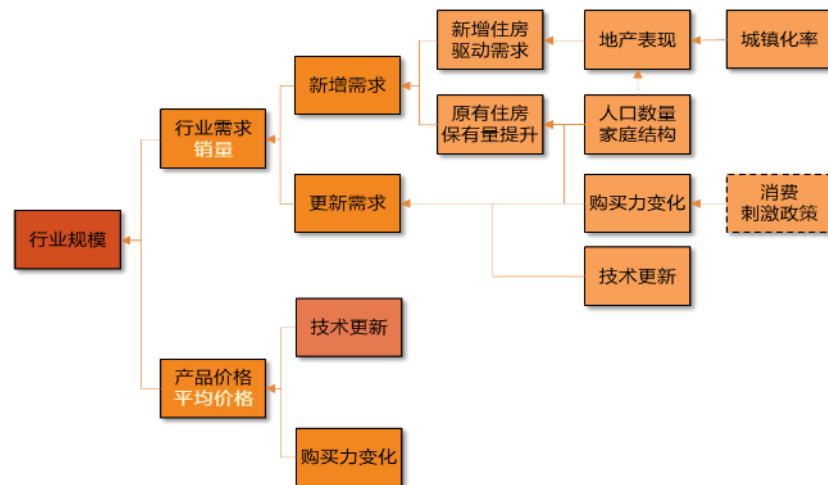 新增住房
驱动需求
地产表现
城镇化率
新增需求
原有住房
保有量提升
人口数量
家庭结构
行业需求
销量
更新需求
购买力变化
消费
刺激政策
行业规模
技术更新
技术更新
产品价格
平均价格
购买力变化